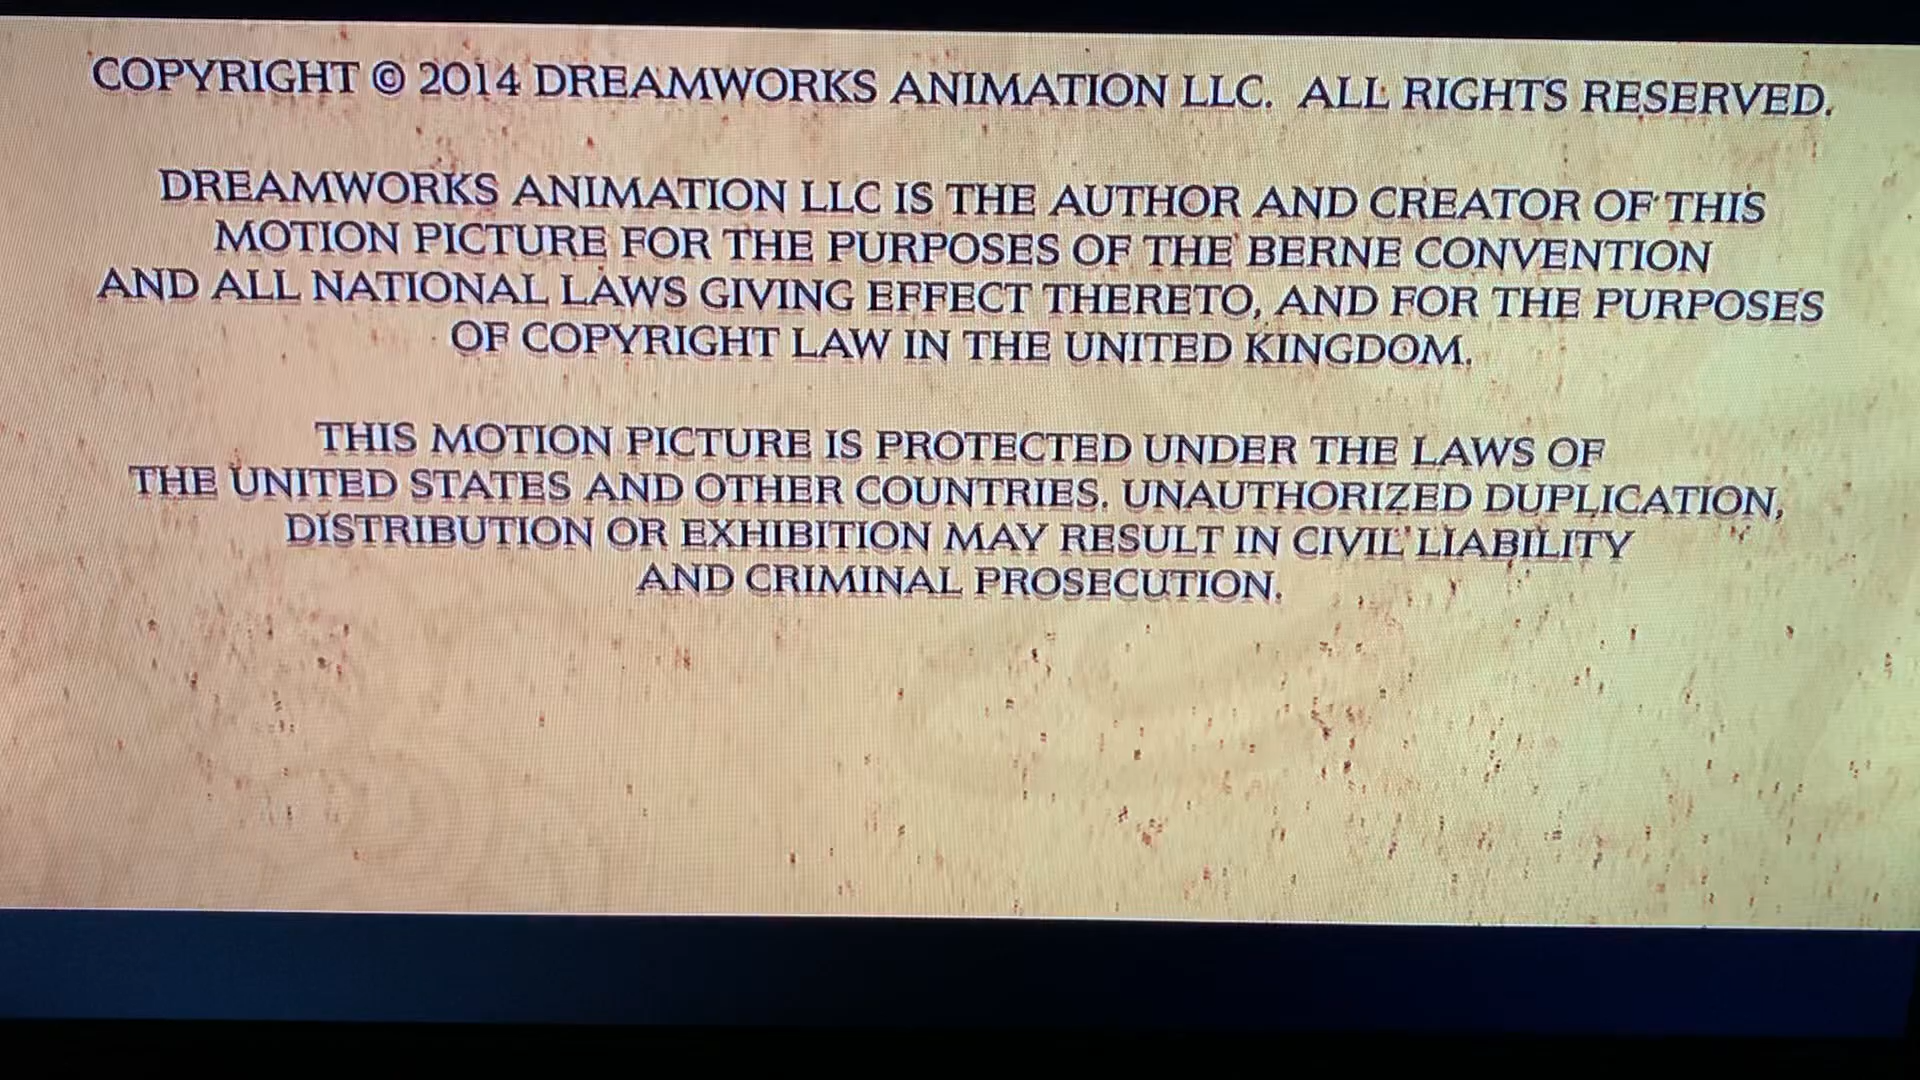 COPYRIGHT © 2014 DREAMWORKS ANIMATION LLC. ALL RIGHTS RESERVED.
DREAMWORKS ANIMATION LLC IS THE AUTHOR AND CREATOR OF THIS
MOTION PICTURE FOR THE PURPOSES OF THE BERNE CONVENTION
AND ALL NATIONAL LAWS GIVING EFFECT THERETO, AND FOR THE PURPOSES
OF COPYRIGHT LAW IN THE UNITED KINGDOM.
THIS MOTION PICTURE IS PROTECTED UNDER THE LAWS OF
THE UNITED STATES AND OTHER COUNTRIES. UNAUTHORIZED DUPLICATION,
DISTRIBUTION OR EXHIBITION MAY RESULT IN CIVIL LIABILITY
AND CRIMINAL PROSECUTION.